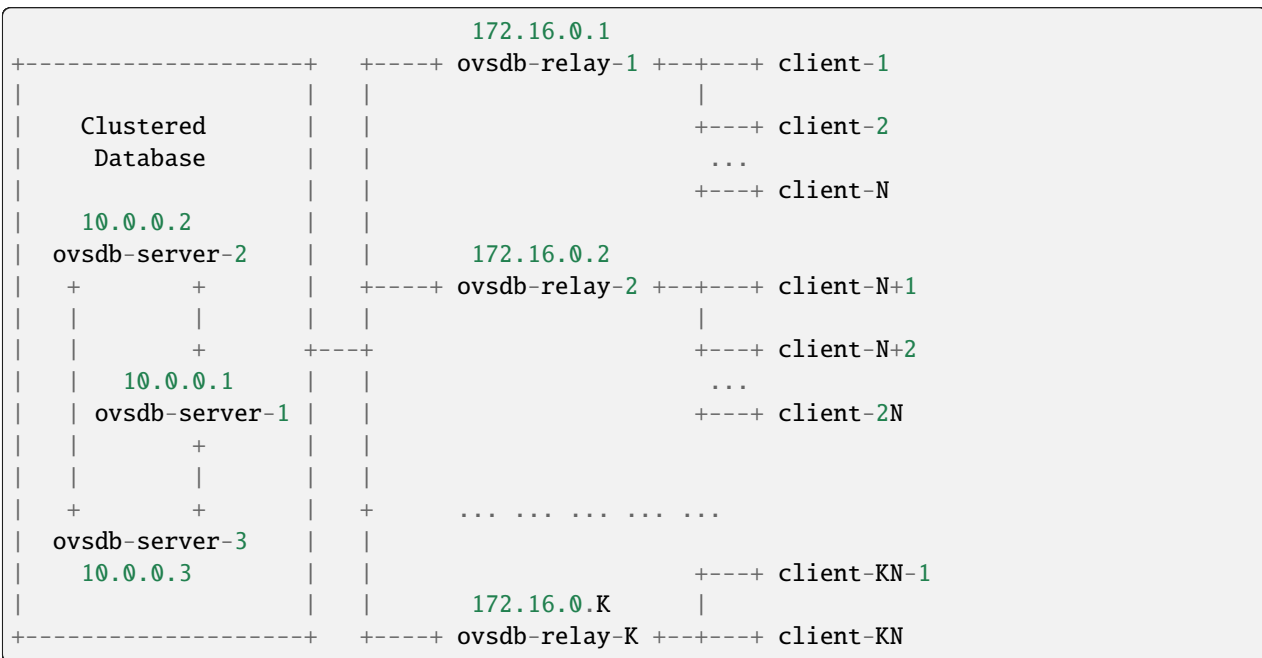 172.16.0.1
+---------------------+   +----+ ovsdb-relay-1 +--+---+ client-1
|                     |   |                       |
|     Clustered       |   |                       +---+ client-2
|      Database       |   |                        ...
|                     |   |                       +---+ client-N
|     10.0.0.2        |   |
|   ovsdb-server-2    |   |      172.16.0.2
|    +        +       |   +----+ ovsdb-relay-2 +--+---+ client-N+1
|    |        |       |   |                       |
|    |        +       +---+                       +---+ client-N+2
|    |    10.0.0.1    |   |                        ...
|    | ovsdb-server-1 |   |                       +---+ client-2N
|    |        +       |   |
|    |        |       |   |
|    +        +       |   +      ... ... ... ... ...
|   ovsdb-server-3    |   |
|     10.0.0.3        |   |                       +---+ client-KN-1
|                     |   |      172.16.0.K       |
+---------------------+   +----+ ovsdb-relay-K +--+---+ client-KN